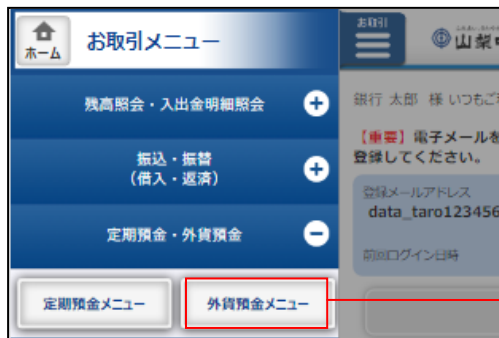 ホーム
お取引メニュー
残高照会・入出金明細照会
振込・振替
(借入・返済)
定期預金・外貨預金
定期預金メニュー
外貨預金メニュー
お取引
山梨
銀行 太郎 様 いつもご
【重要】電子メールを
登録してください。
登録メールアドレス
data_taro123456
前回ログイン日時